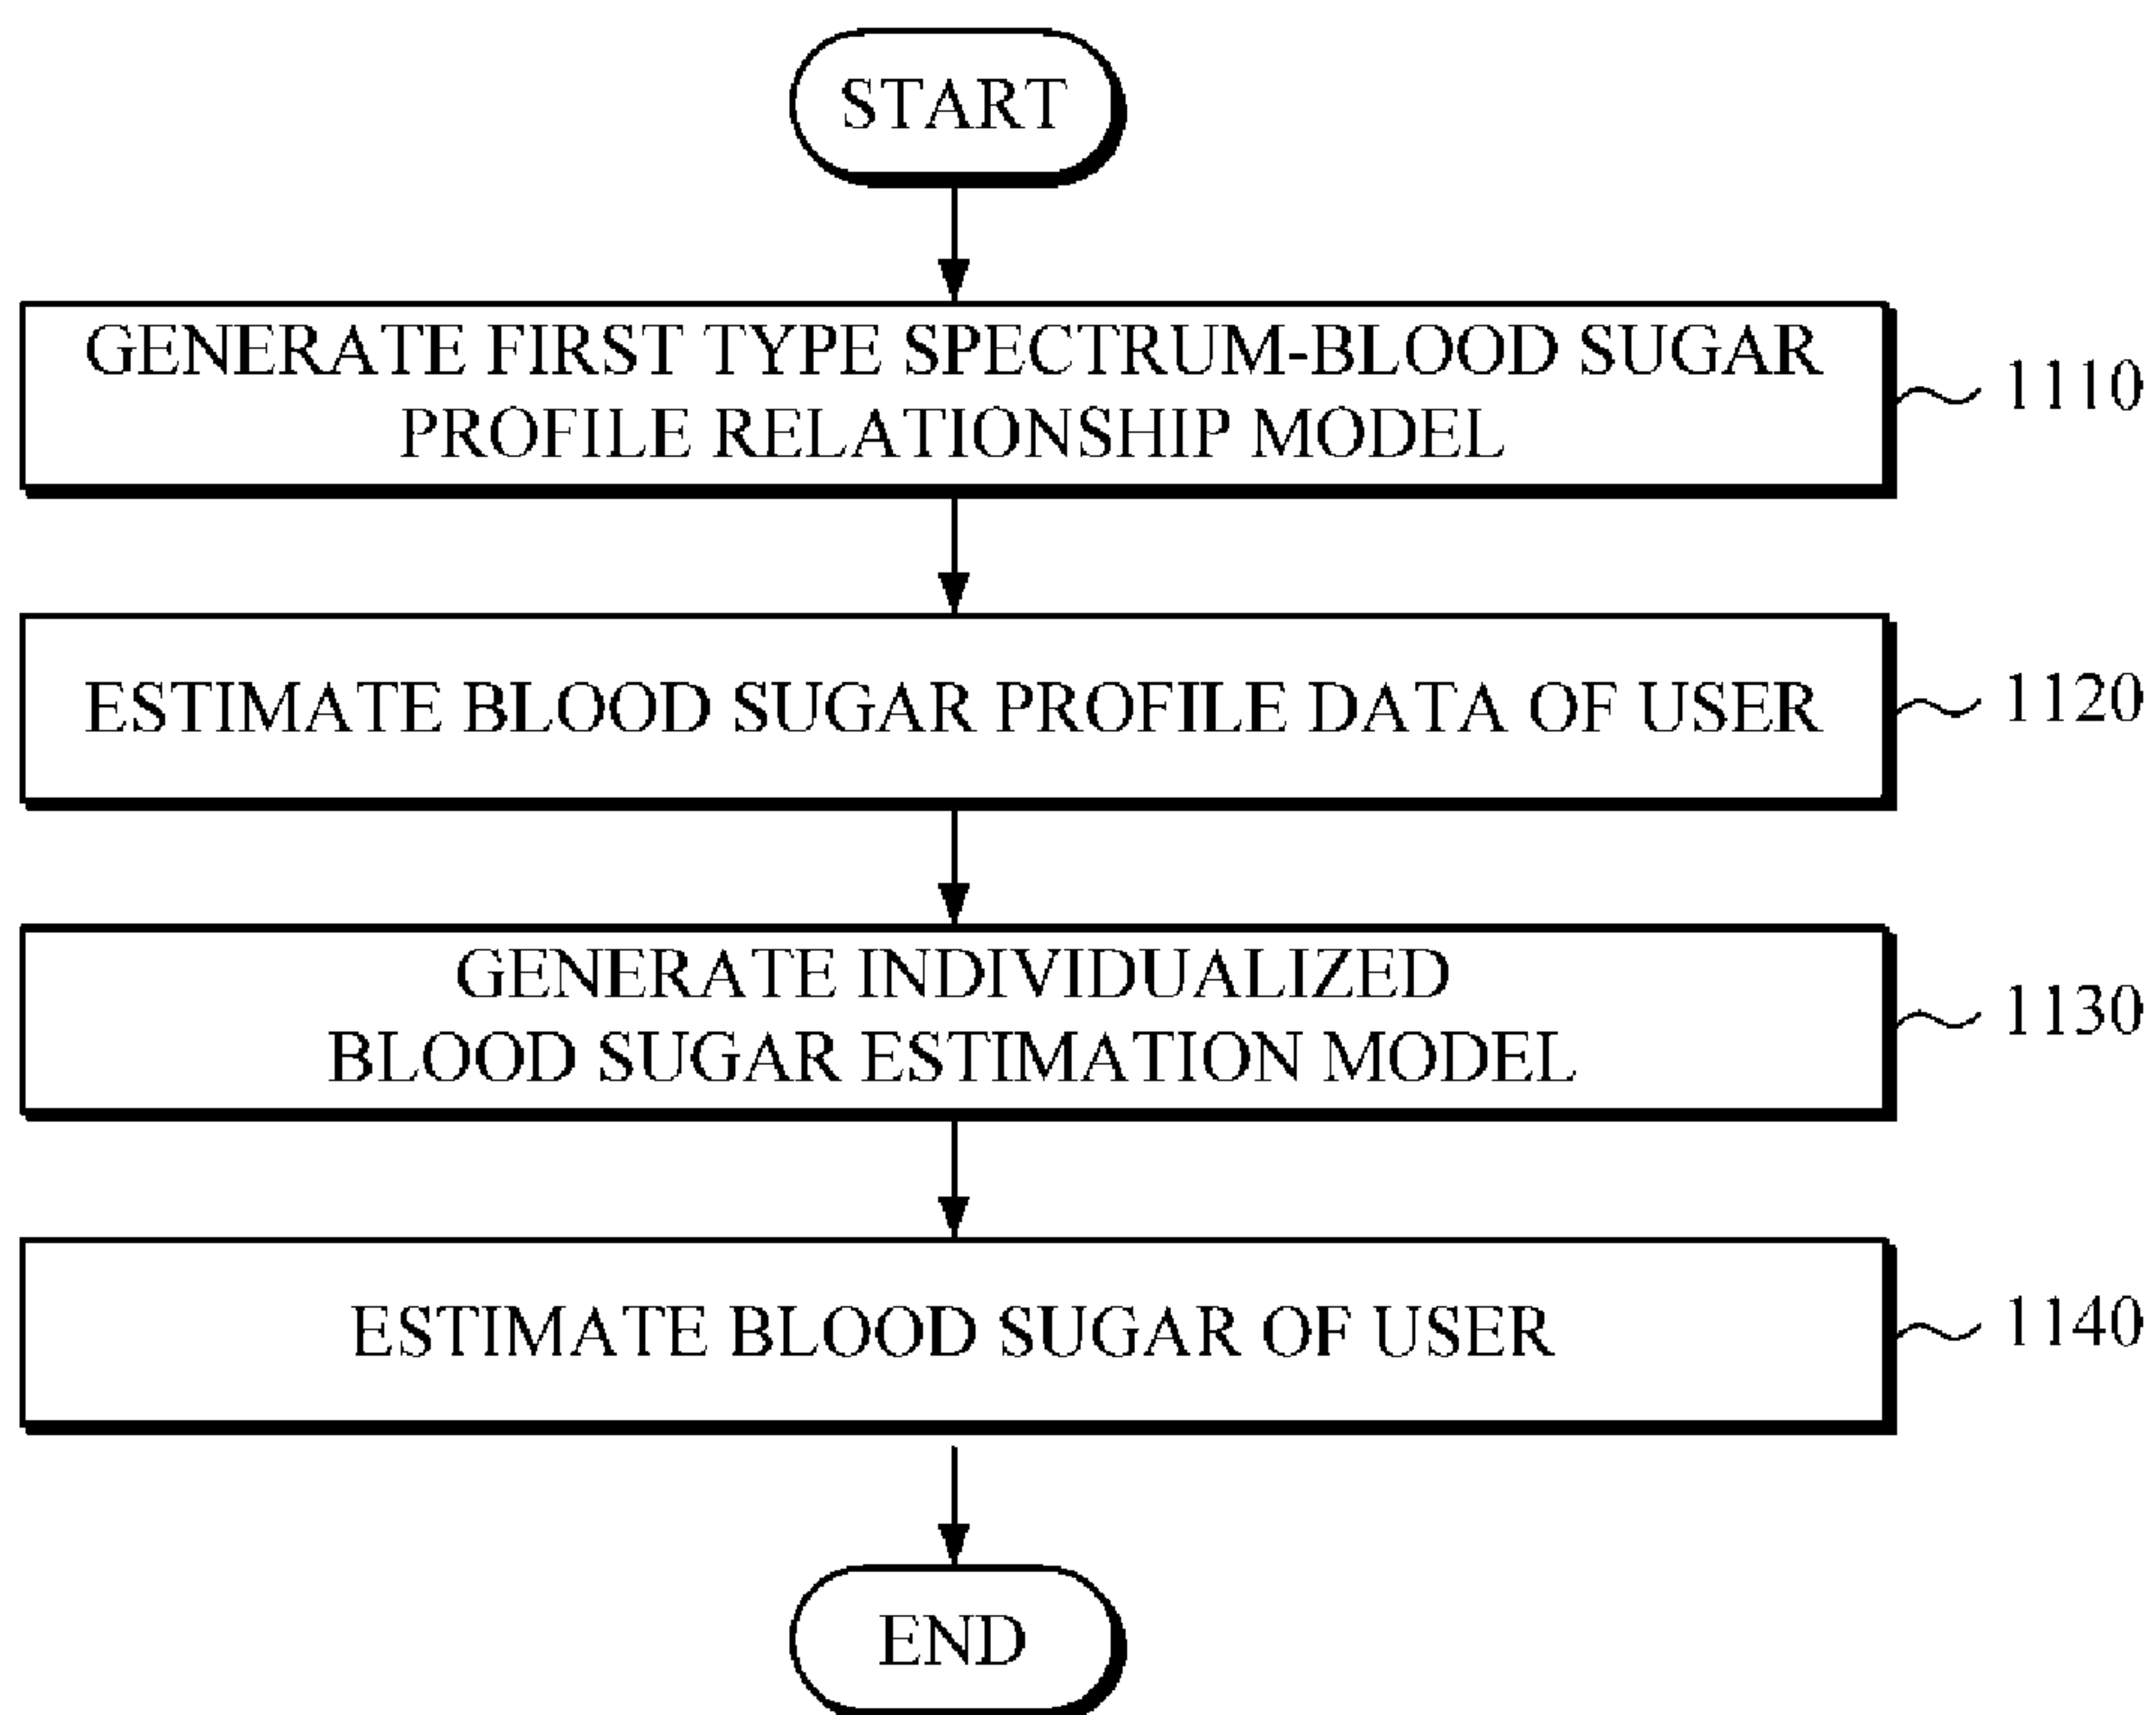 START
GENERATE FIRST TYPE SPECTRUM-BLOOD SUGAR
PROFILE RELATIONSHIP MODEL
1110
ESTIMATE BLOOD SUGAR PROFILE DATA OF USER
1120
GENERATE INDIVIDUALIZED
BLOOD SUGAR ESTIMATION MODEL
1130
ESTIMATE BLOOD SUGAR OF USER
1140
END